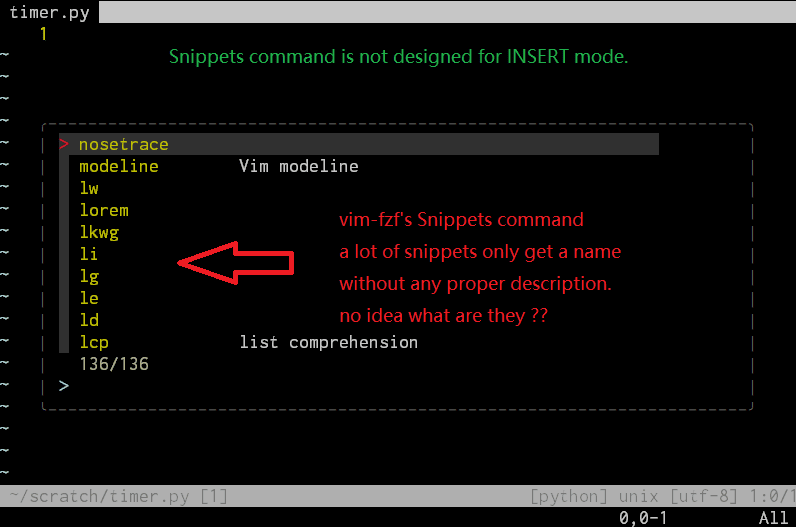 timer.py
1
Snippets command is not designed for INSERT mode.
~
~
~
~
~
> nosetrace
~
modeline Vim modeline
~
lw
~
lorem
~
lkwg
vim-fzf's Snippets command
~
li
a lot of snippets only get a name
~
lg
without any proper description.
~
le
no idea what are they ??
~
ld
~
lcp list comprehension
~
136/136
~
>
~
~
~
~
~/scratch/timer.py [1] [python] unix [utf-8] 1:0/1
0,0-1 All